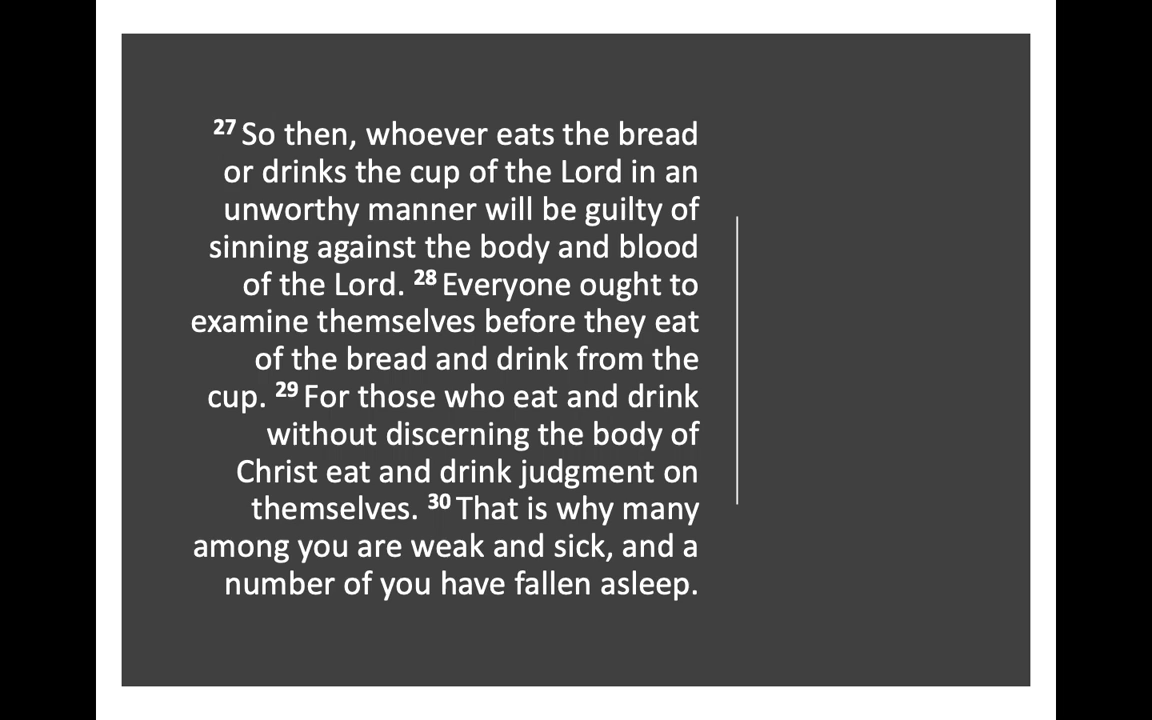 27 So then, whoever eats the bread
or drinks the cup of the Lord in an
unworthy manner will be guilty of
sinning against the body and blood
of the Lord. 28 Everyone ought to
examine themselves before they eat
of the bread and drink from the
cup. 29 For those who eat and drink
without discerning the body of
Christ eat and drink judgment on
themselves. 30 That is why many
among you are weak and sick, and a
number of you have fallen asleep.